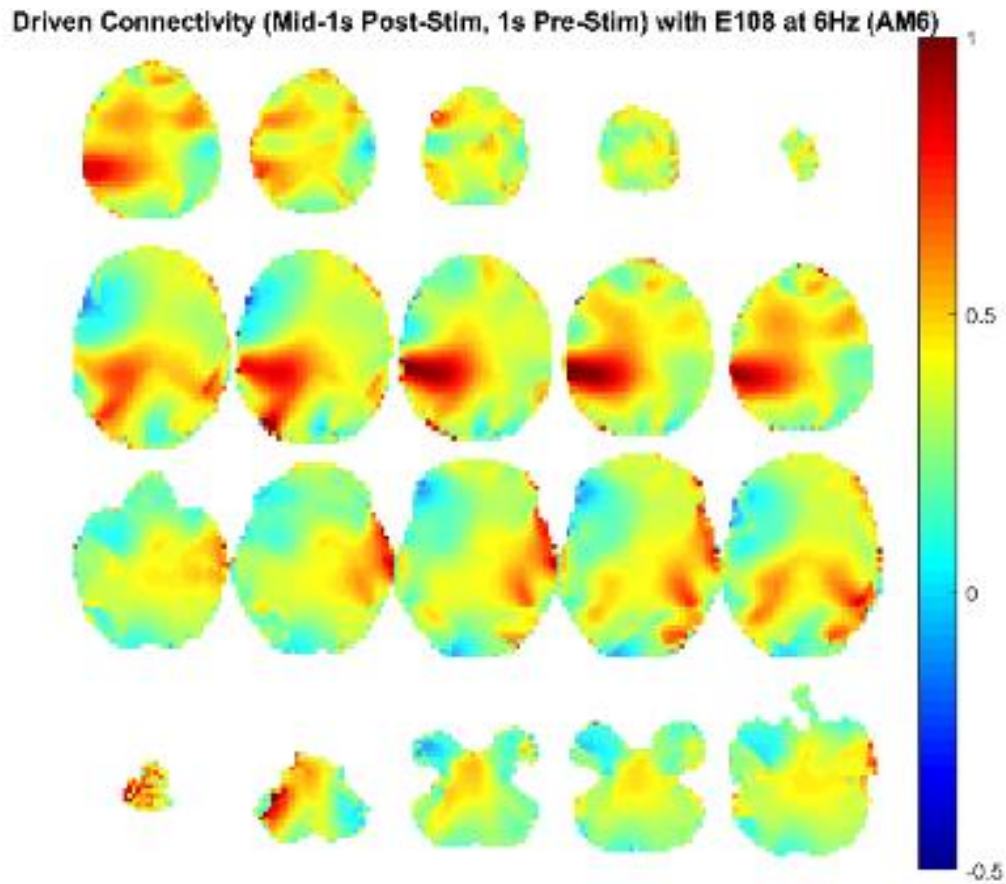 Driven Connectivity (Mid-1s Post-Stim, 1s Pre-Stim) with E108 at 6Hz (AM6)
1
0.5
0
-0.5